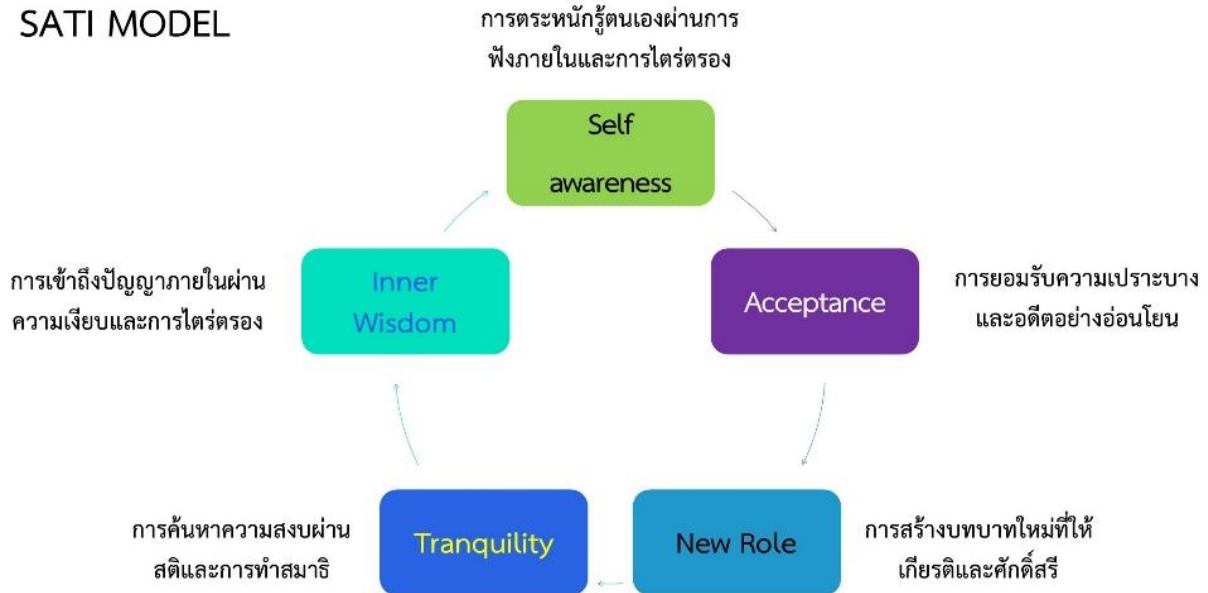 SATI MODEL
การตระหนักรู้ตนเองผ่านการ
ฟังภายในและการไตร่ตรอง
Self
awareness
การเข้าถึงปัญญาภายในผ่าน
ความเงียบและการไตร่ตรอง
Inner
Wisdom
Acceptance
การยอมรับความเปราะบาง
และอดีตอย่างอ่อนโยน
การค้นหาความสงบผ่าน
สติและการทำสมาธิ
Tranquility
New Role
การสร้างบทบาทใหม่ที่ให้
เกียรติและศักดิ์สรี